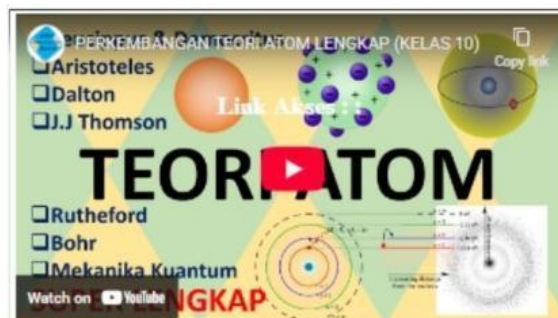 PERKEMBANGAN TEORI ATOM LENGKAP (KELAS 10)
Copy link
Aristoteles
Dalton
J.J Thomson
Link Akses : :
TEORI ATOM
Rutheford
Bohr
Mekanika Kuantum
Watch on YouTube
SUPER LENGKAP